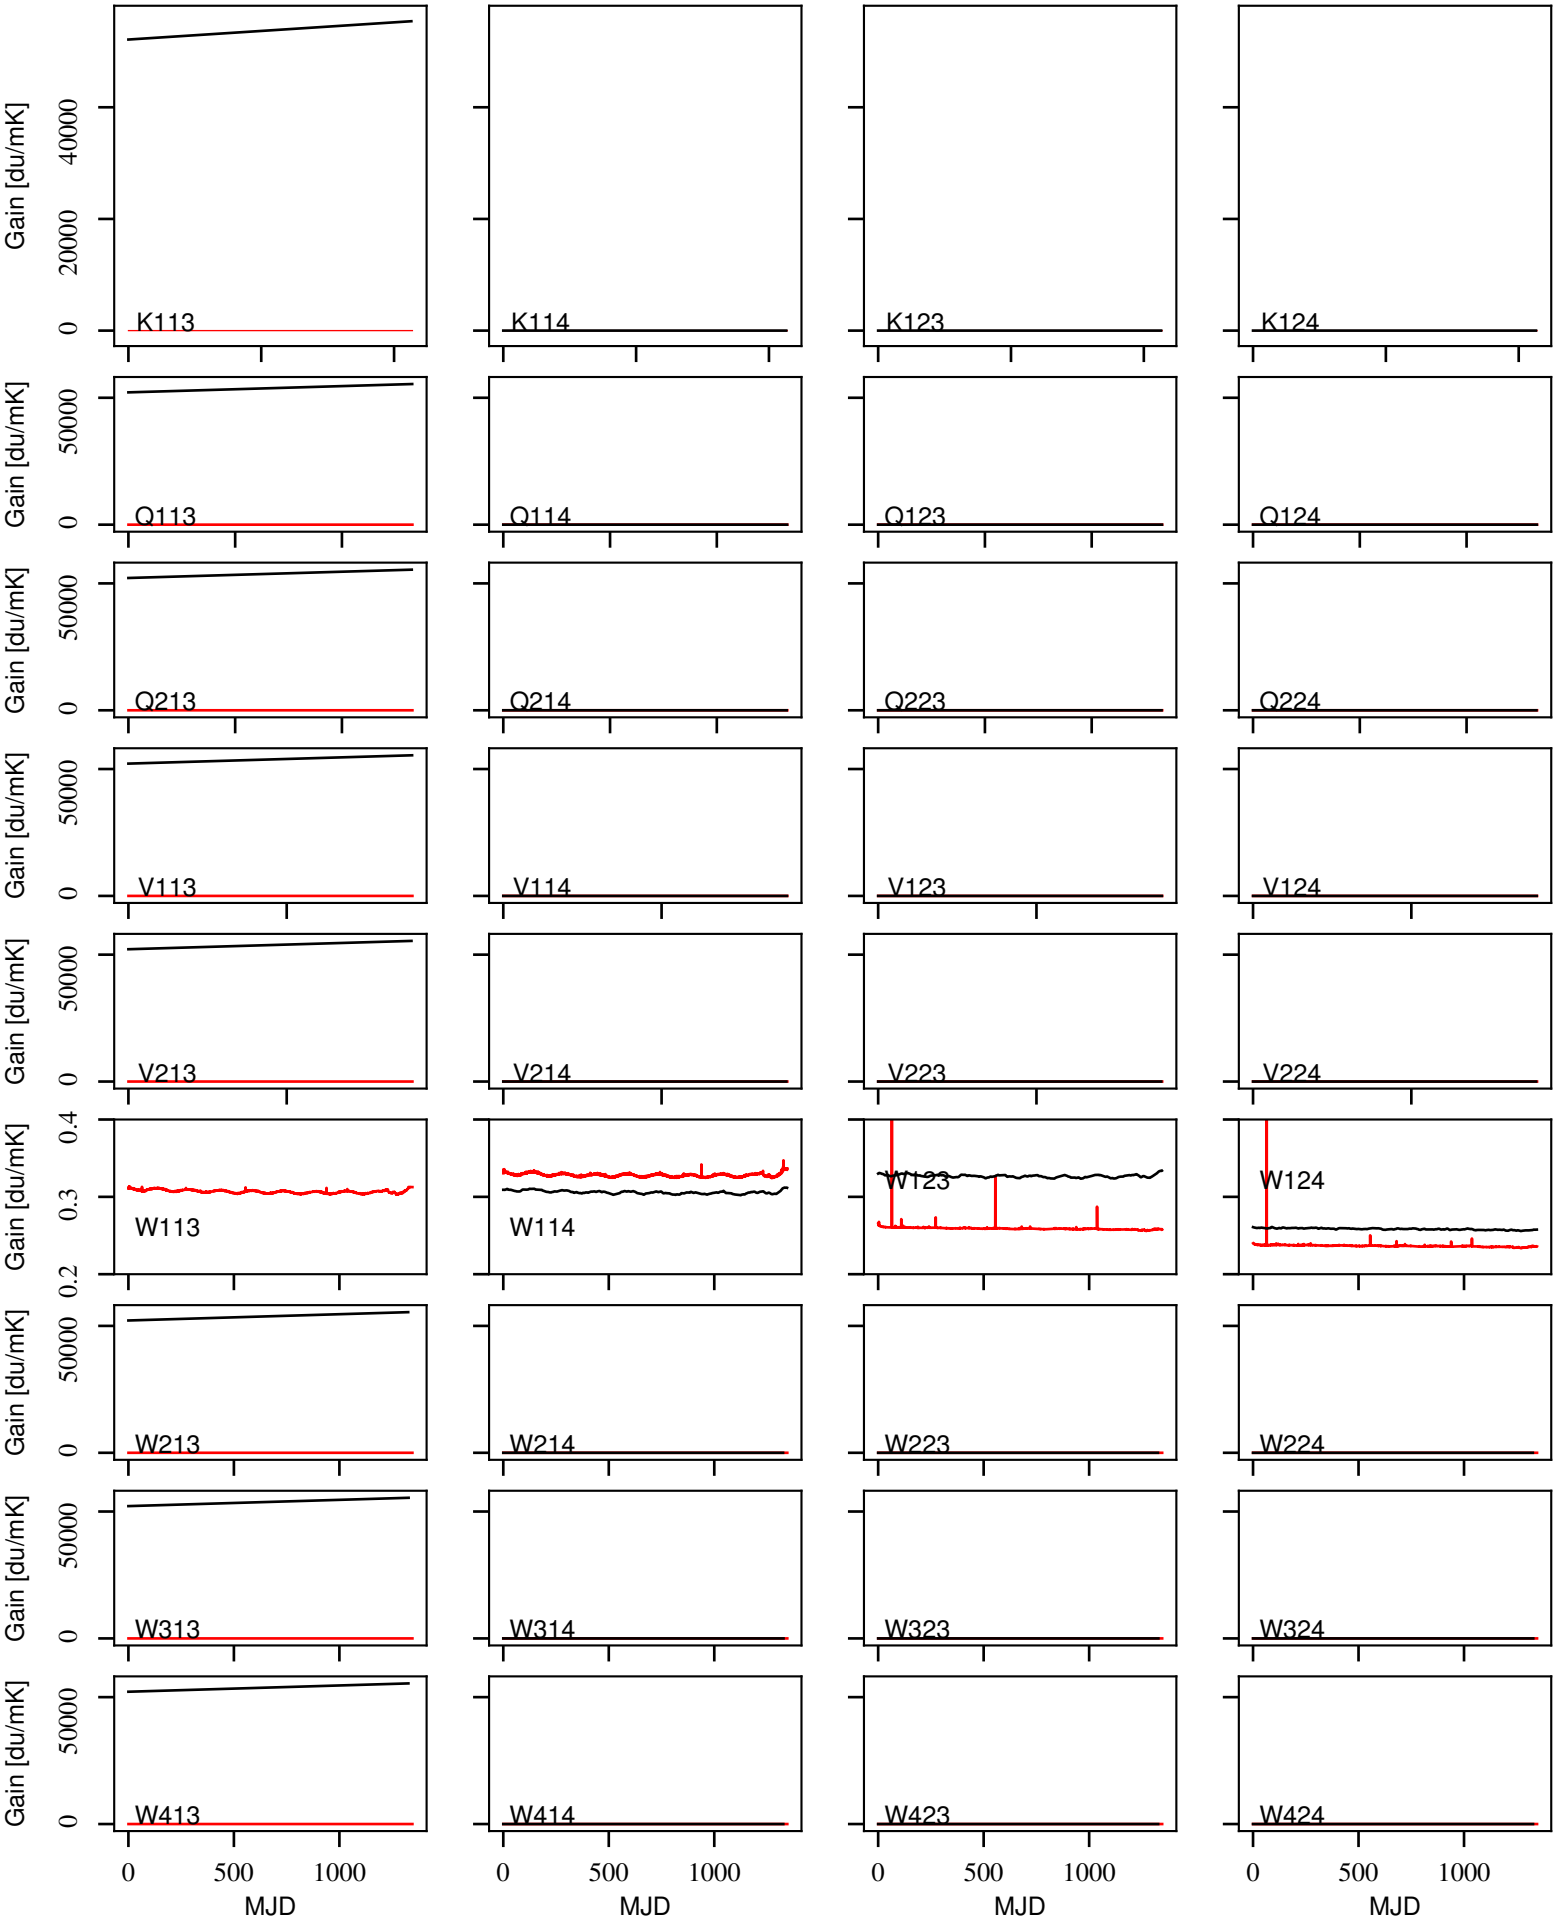 Gain [du/mK]
40000
20000
0
K113 K114 K123 K124
Gain [du/mK]
50000
0
Q113 Q114 Q123 Q124
Gain [du/mK]
50000
0
Q213 Q214 Q223 Q224
Gain [du/mK]
50000
0
V113 V114 V123 V124
Gain [du/mK]
50000
0
V213 V214 V223 V224
Gain [du/mK]
0.4
0.3
0.2
W113 W114 W123 W124
Gain [du/mK]
50000
0
W213 W214 W223 W224
Gain [du/mK]
50000
0
W313 W314 W323 W324
Gain [du/mK]
50000
0
W413 W414 W423 W424
0 500 1000 0 500 1000 0 500 1000 0 500 1000
MJD MJD MJD MJD